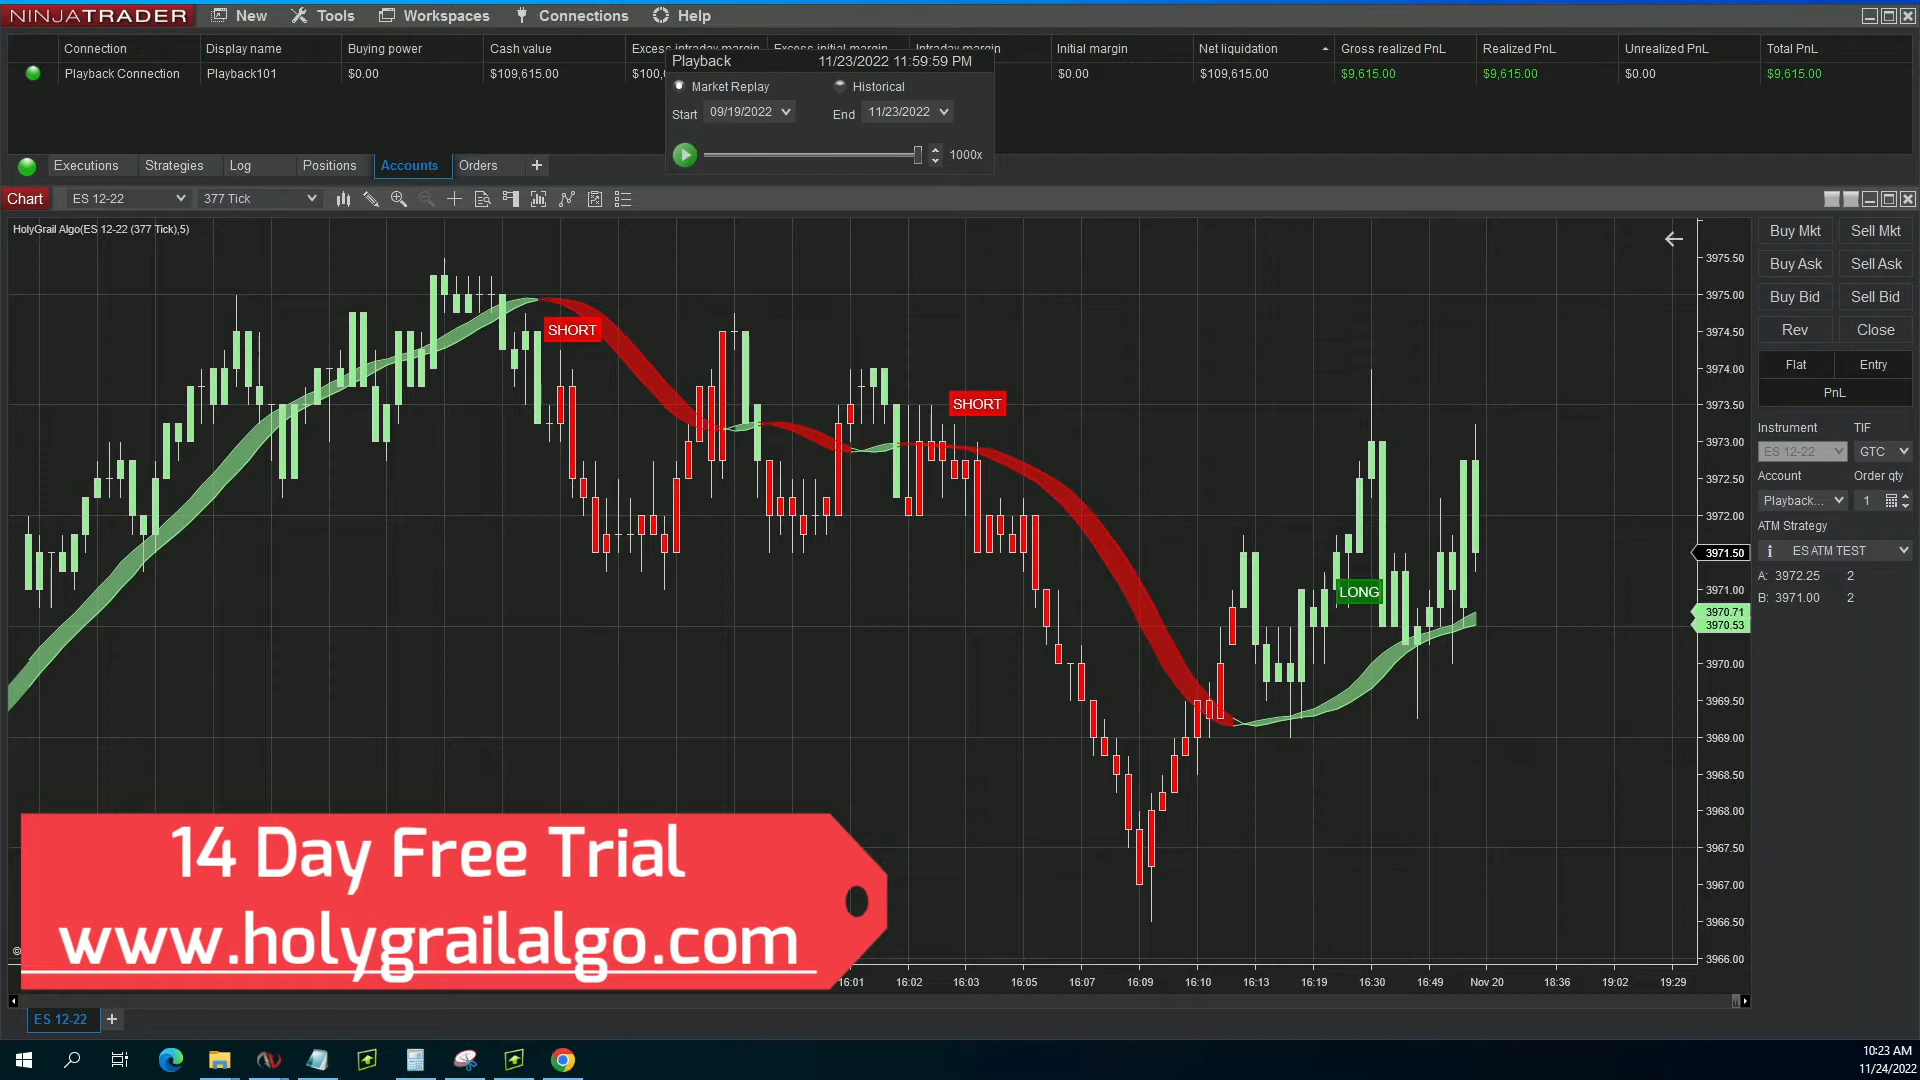 NINJATRADER New Tools Workspaces Connections Help
Connection Display name Buying power Cash value Initial margin Net liquidation Gross realized PnL Realized PnL Unrealized PnL Total PnL
Playback Connection Playback101 $0.00 $109,615.00 $0.00 $109,615.00 $9,615.00 $9,615.00 $0.00 $9,615.00
Playback 11/23/2022 11:59:59 PM
Market Replay Historical
Start 09/19/2022 End 11/23/2022
1000x
Executions Strategies Log Positions Accounts Orders +
Chart ES 12-22 377 Tick
HolyGrail Algo(ES 12-22 (377 Tick),5)
SHORT
SHORT
LONG
3975.50
3975.00
3974.50
3974.00
3973.50
3973.00
3972.50
3972.00
3971.50
3971.00
3970.71
3970.53
3970.00
3969.50
3969.00
3968.50
3968.00
3967.50
3967.00
3966.50
3966.00
Buy Mkt Sell Mkt
Buy Ask Sell Ask
Buy Bid Sell Bid
Rev Close
Flat Entry
PnL
Instrument TIF
ES 12-22 GTC
Account Order qty
Playback... 1
ATM Strategy
ES ATM TEST
A: 3972.25 2
B: 3971.00 2
14 Day Free Trial
www.holygrailalgo.com
16:01 16:02 16:03 16:05 16:07 16:09 16:10 16:13 16:19 16:30 16:49 Nov 20 18:36 19:02 19:29
ES 12-22 +
10:23 AM
11/24/2022